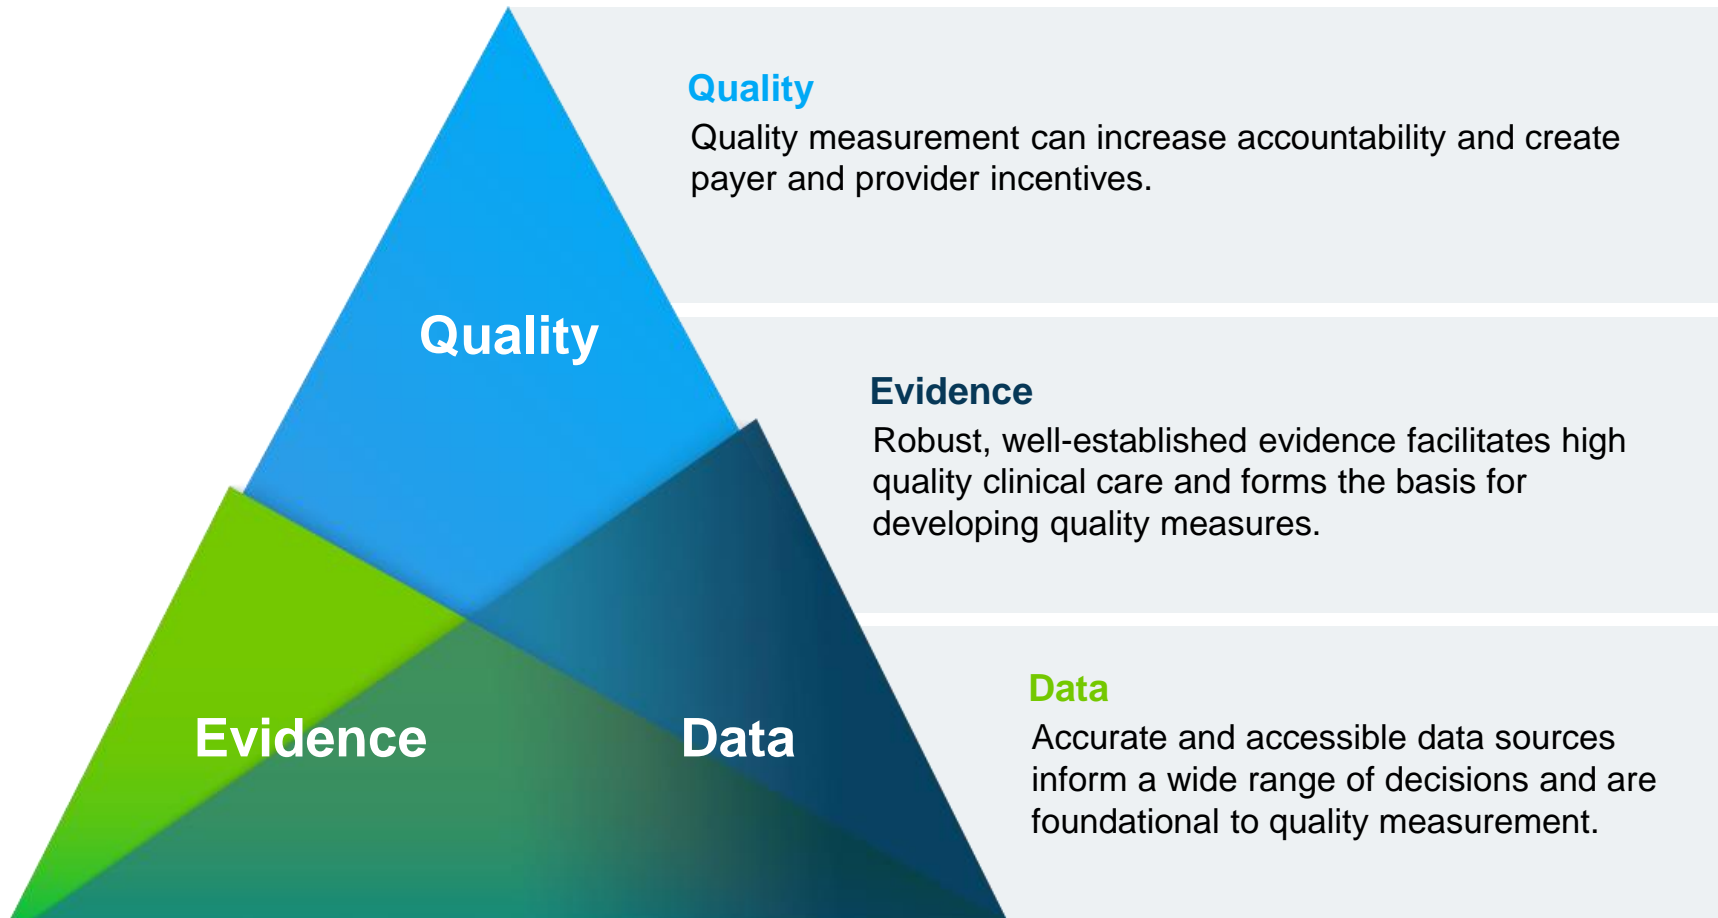 Quality
Quality measurement can increase accountability and create
payer and provider incentives.
Quality
Evidence
Robust, well-established evidence facilitates high
quality clinical care and forms the basis for
developing quality measures.
Evidence
Data
Data
Accurate and accessible data sources
inform a wide range of decisions and are
foundational to quality measurement.